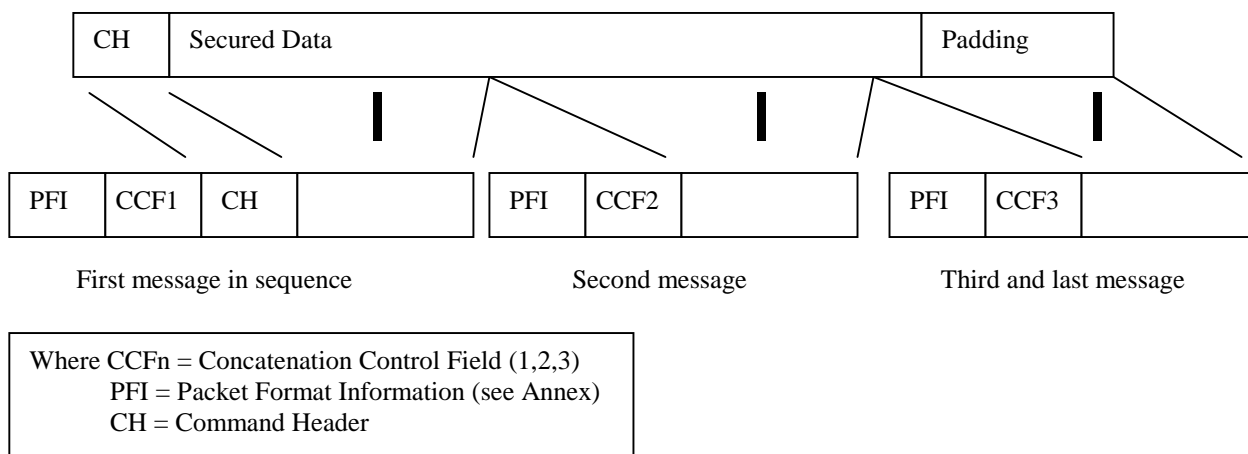 CH Secured Data Padding
PFI CCF1 CH PFI CCF2 PFI CCF3
First message in sequence Second message Third and last message
Where CCFn = Concatenation Control Field (1,2,3)
PFI = Packet Format Information (see Annex)
CH = Command Header